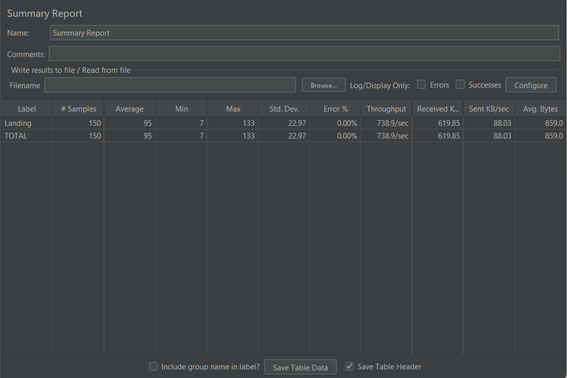 Summary Report
Name: Summary Report
Comments:
Write results to file / Read from file
Filename Browse... Log/Display Only: Errors Successes Configure
Label # Samples Average Min Max Std. Dev. Error % Throughput Received K... Sent KB/sec Avg. Bytes
Landing 150 95 7 133 22.97 0.00% 738.9/sec 619.85 88.03 859.0
TOTAL 150 95 7 133 22.97 0.00% 738.9/sec 619.85 88.03 859.0
Include group name in label? Save Table Data Save Table Header